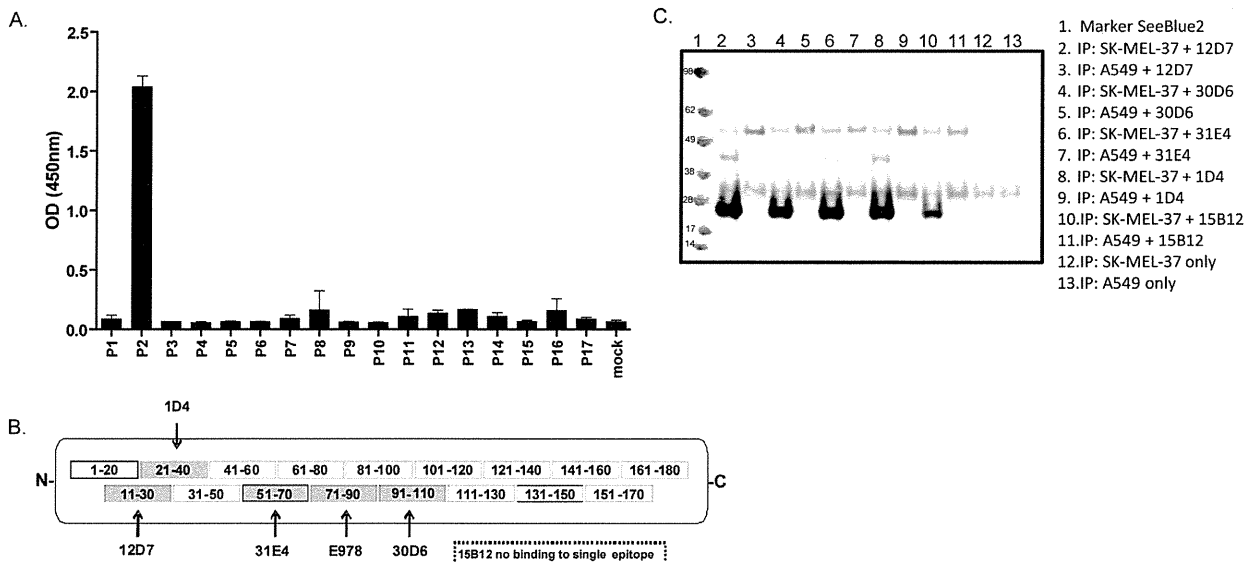 A.
2.5
2.0
1.5
1.0
0.5
0.0
OD (450nm)
P1 P2 P3 P4 P5 P6 P7 P8 P9 P10 P11 P12 P13 P14 P15 P16 P17 mock
B.
1D4
N-
1-20 21-40 41-60 61-80 81-100 101-120 121-140 141-160 161-180
11-30 31-50 51-70 71-90 91-110 111-130 131-150 151-170
-C
12D7 31E4 E978 30D6
15B12 no binding to single epitope
C.
1 2 3 4 5 6 7 8 9 10 11 12 13
98
62
49
38
28
17
14
1. Marker SeeBlue2
2. IP: SK-MEL-37 + 12D7
3. IP: A549 + 12D7
4. IP: SK-MEL-37 + 30D6
5. IP: A549 + 30D6
6. IP: SK-MEL-37 + 31E4
7. IP: A549 + 31E4
8. IP: SK-MEL-37 + 1D4
9. IP: A549 + 1D4
10.IP: SK-MEL-37 + 15B12
11.IP: A549 + 15B12
12.IP: SK-MEL-37 only
13.IP: A549 only